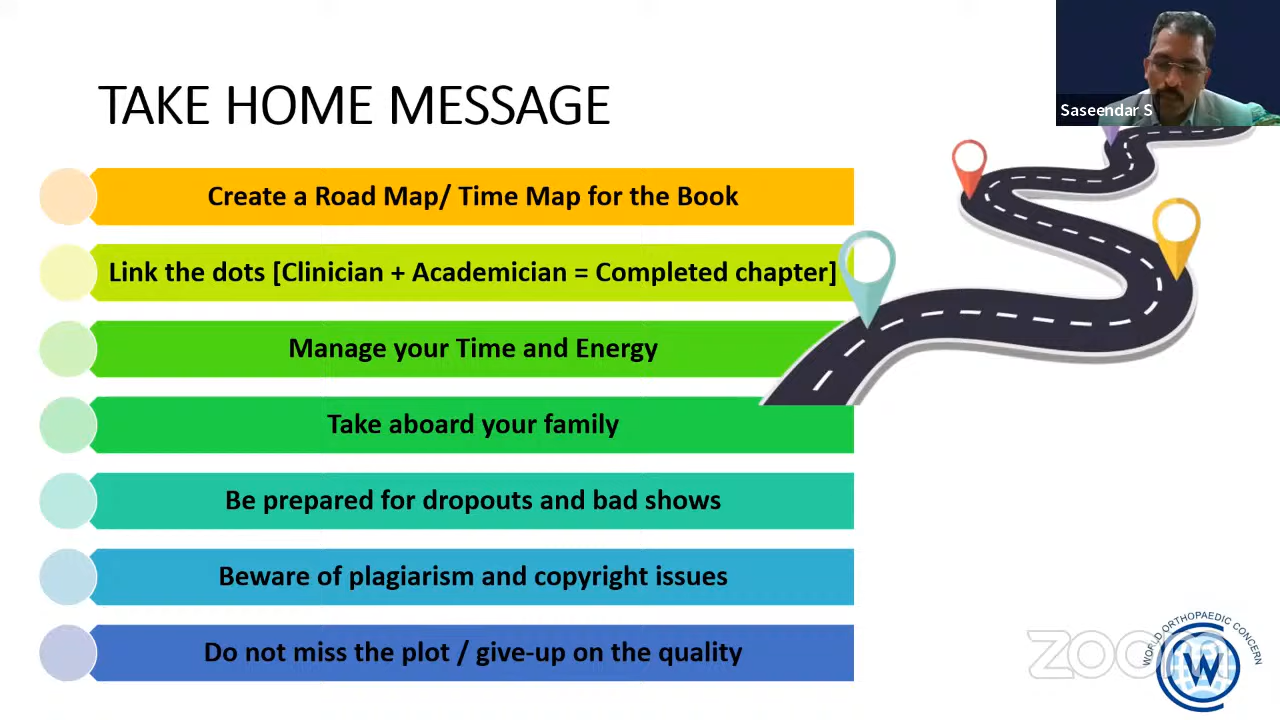 Saseendar S
TAKE HOME MESSAGE
Create a Road Map/ Time Map for the Book
Link the dots [Clinician + Academician = Completed chapter]
Manage your Time and Energy
Take aboard your family
Be prepared for dropouts and bad shows
Beware of plagiarism and copyright issues
Do not miss the plot / give-up on the quality
WORLD ORTHOPAEDIC CONCERN
W
zoom